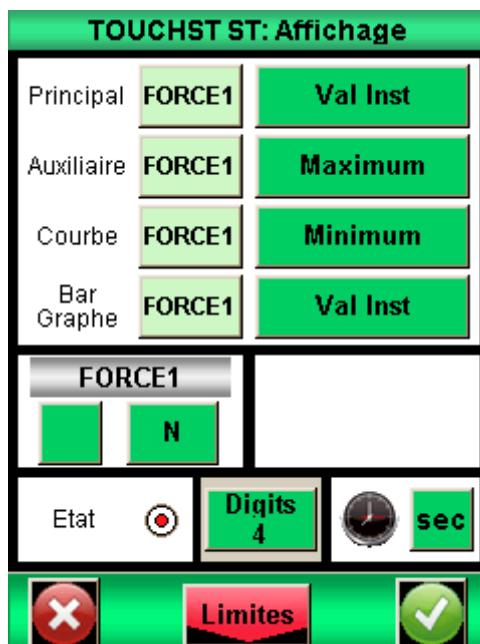 TOUCHST ST: Affichage
Principal FORCE1 Val Inst
Auxiliaire FORCE1 Maximum
Courbe FORCE1 Minimum
Bar
Graphe FORCE1 Val Inst
FORCE1
N
Etat Digits
4 sec
Limites